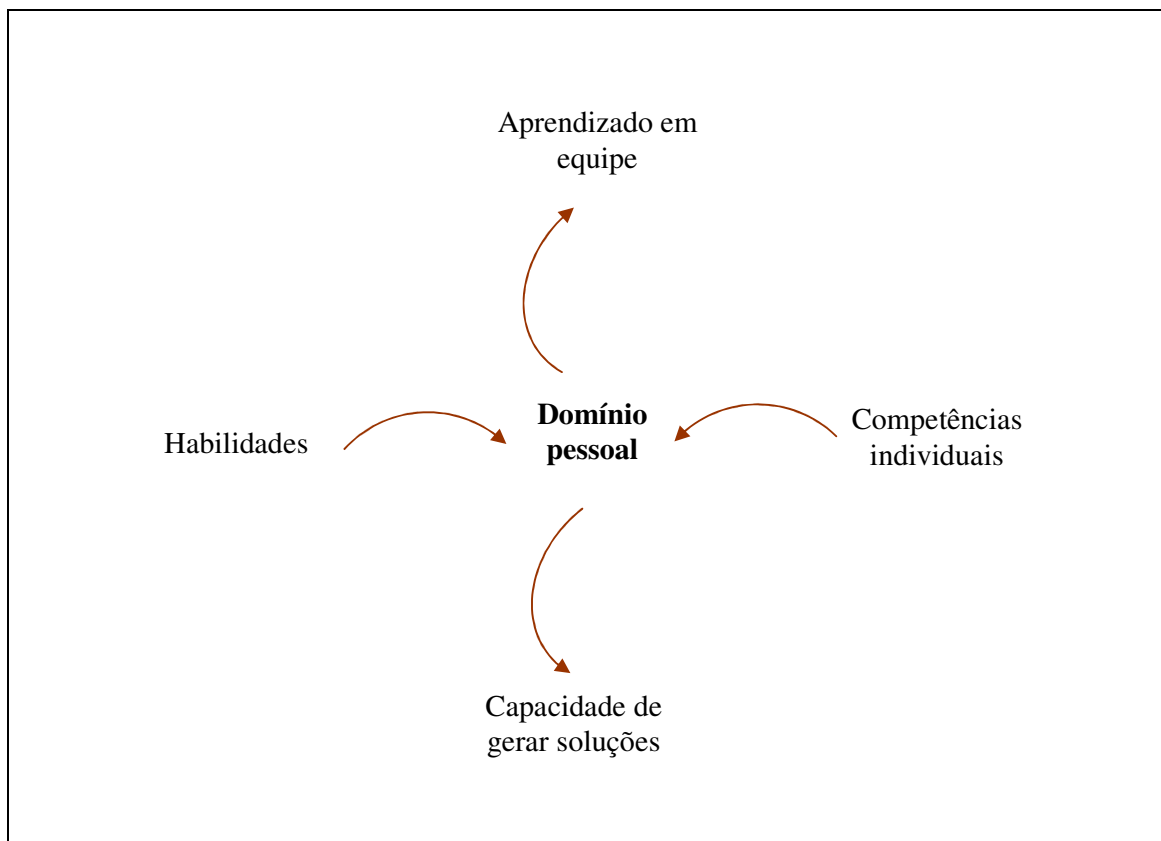 Aprendizado em
equipe
Habilidades
Domínio
pessoal
Competências
individuais
Capacidade de
gerar soluções